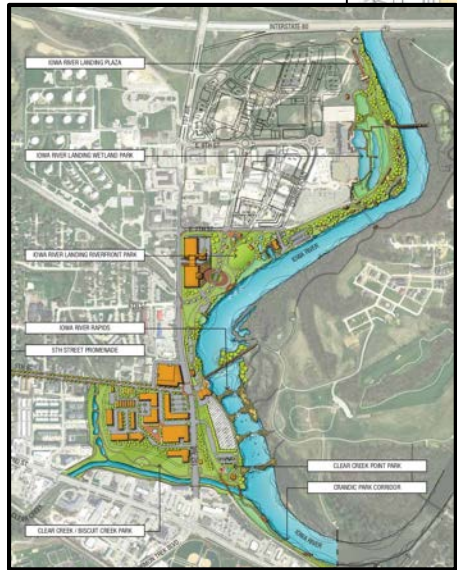 INTERSTATE 80
IOWA RIVER LANDING PLAZA
IOWA RIVER LANDING WETLAND PARK
IOWA RIVER LANDING RIVERFRONT PARK
IOWA RIVER
IOWA RIVER RAPIDS
5TH STREET PROMENADE
CLEAR CREEK POINT PARK
CRANDIC PARK CORRIDOR
CLEAR CREEK / BISCUIT CREEK PARK
IOWA RIVER